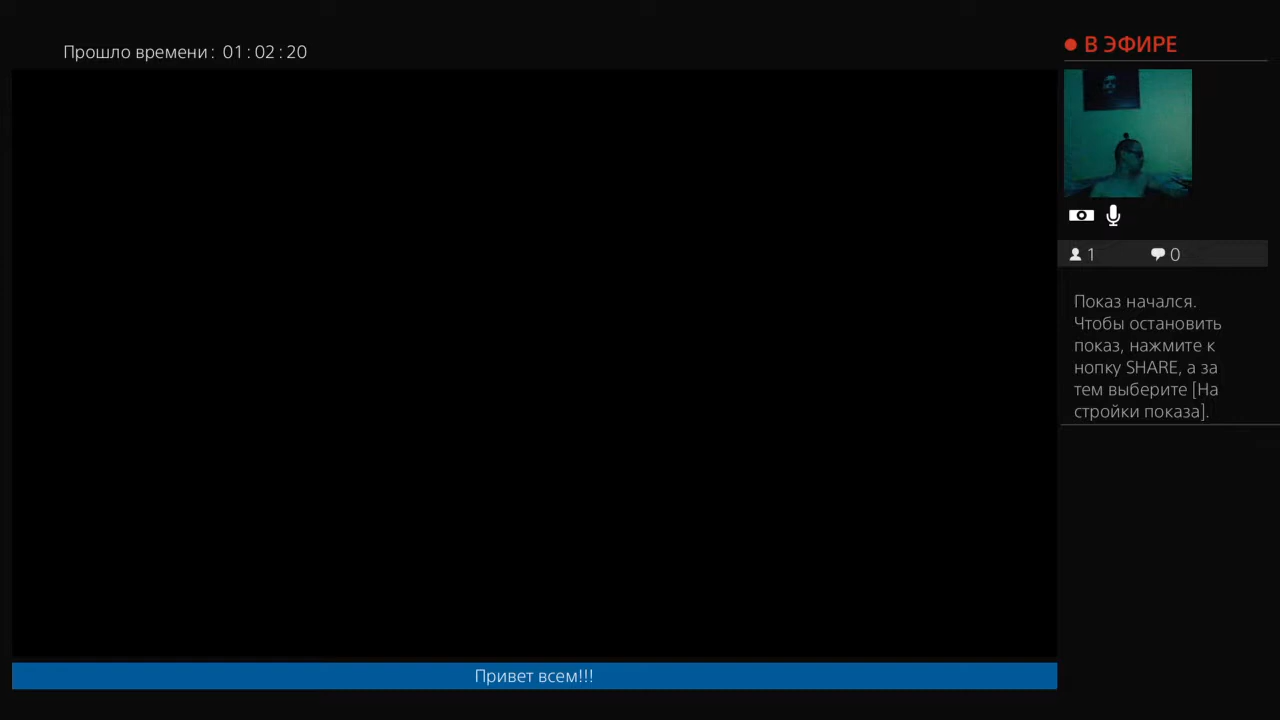 Прошло времени: 01:02:20
В ЭФИРЕ
1 0
Показ начался.
Чтобы остановить
показ, нажмите к
нопку SHARE, а за
тем выберите [На
стройки показа].
Привет всем!!!